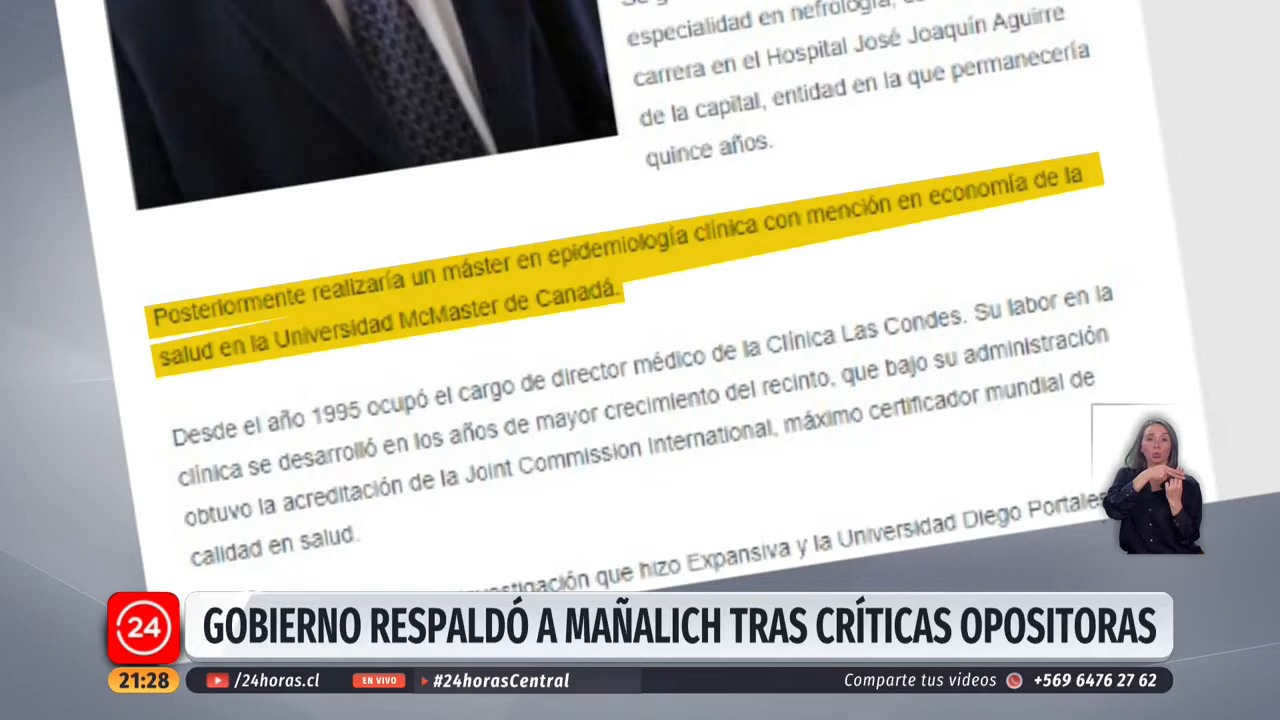 especialidad en nefrología,
carrera en el Hospital José Joaquín Aguirre
de la capital, entidad en la que permanecería
quince años.
Posteriormente realizaría un máster en epidemiología clínica con mención en economía de la
salud en la Universidad McMaster de Canadá.
Desde el año 1995 ocupó el cargo de director médico de la Clínica Las Condes. Su labor en la
clínica se desarrolló en los años de mayor crecimiento del recinto, que bajo su administración
obtuvo la acreditación de la Joint Commission International, máximo certificador mundial de
calidad en salud.
que hizo Expansiva y la Universidad Diego Portales
24
GOBIERNO RESPALDÓ A MAÑALICH TRAS CRÍTICAS OPOSITORAS
21:28
/24horas.cl
EN VIVO
#24horasCentral
Comparte tus videos
+569 6476 27 62